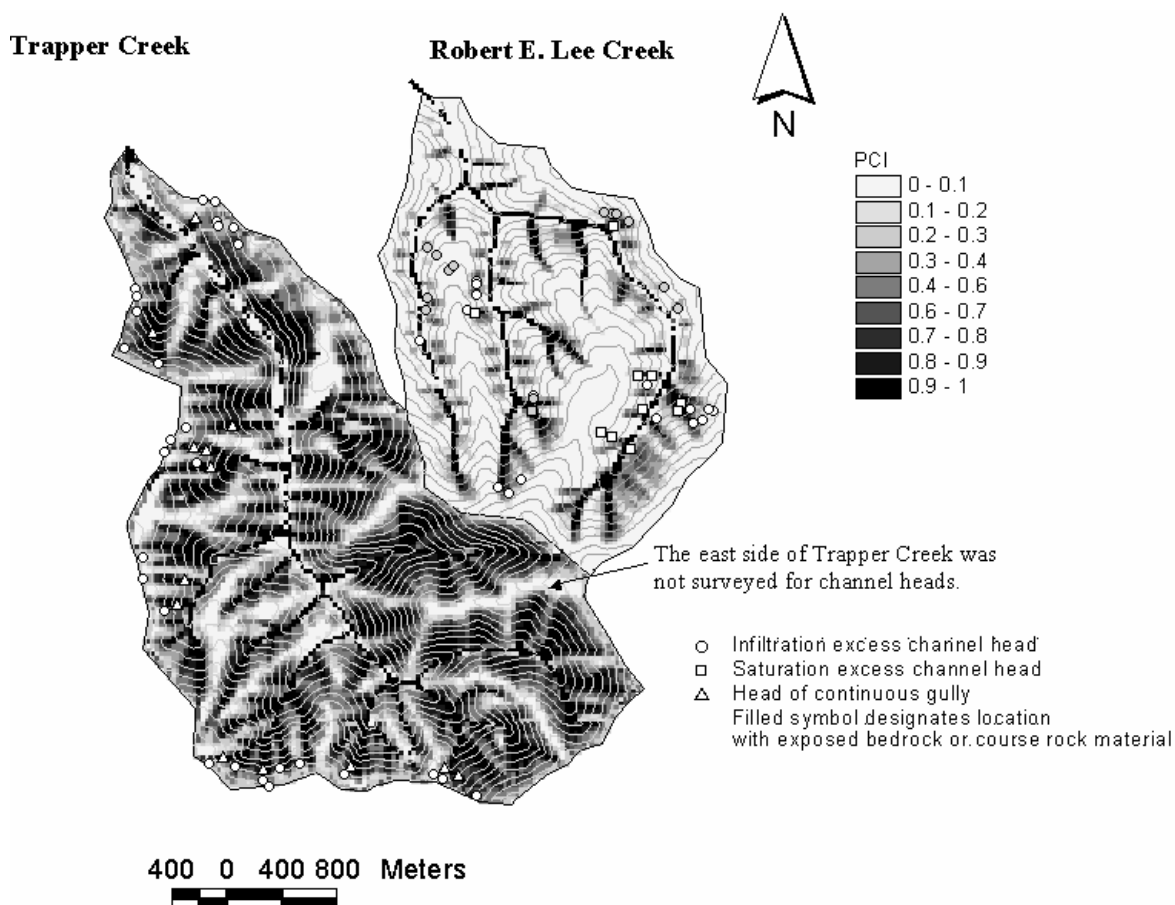 Trapper Creek
Robert E. Lee Creek
N
PCI
0 - 0.1
0.1 - 0.2
0.2 - 0.3
0.3 - 0.4
0.4 - 0.6
0.6 - 0.7
0.7 - 0.8
0.8 - 0.9
0.9 - 1
The east side of Trapper Creek was
not surveyed for channel heads.
Infiltration excess channel head
Saturation excess channel head
Head of continuous gully
Filled symbol designates location
with exposed bedrock or course rock material
400 0 400 800 Meters